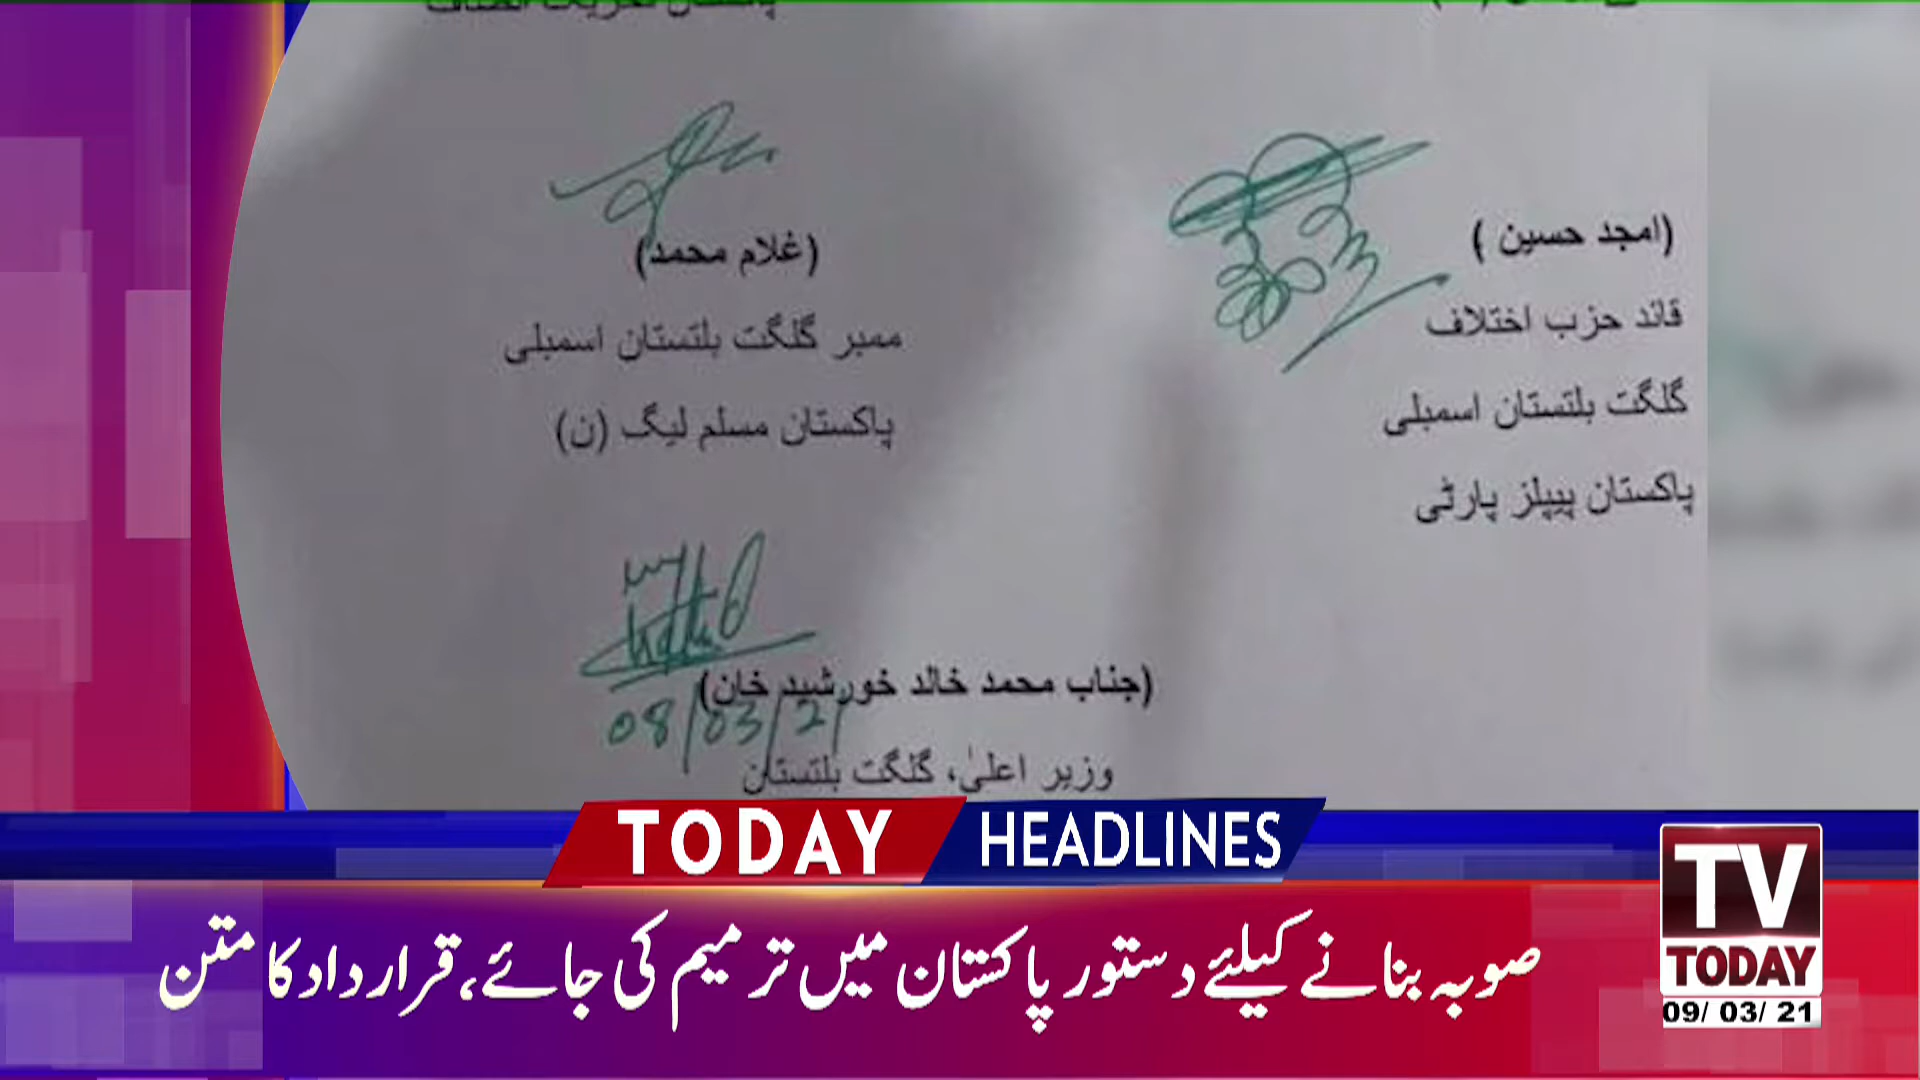 (امجد حسین )
قائد حزب اختلاف
گلگت بلتستان اسمبلی
پاکستان پیپلز پارٹی
(غلام محمد)
ممبر گلگت بلتستان اسمبلی
پاکستان مسلم لیگ (ن)
(جناب محمد خالد خورشید خان)
08/03/21
وزیر اعلیٰ، گلگت بلتستان
TODAY HEADLINES
صوبہ بنانے کیلئے دستور پاکستان میں ترمیم کی جائے، قرارداد کا متن
TV
TODAY
09/ 03/ 21